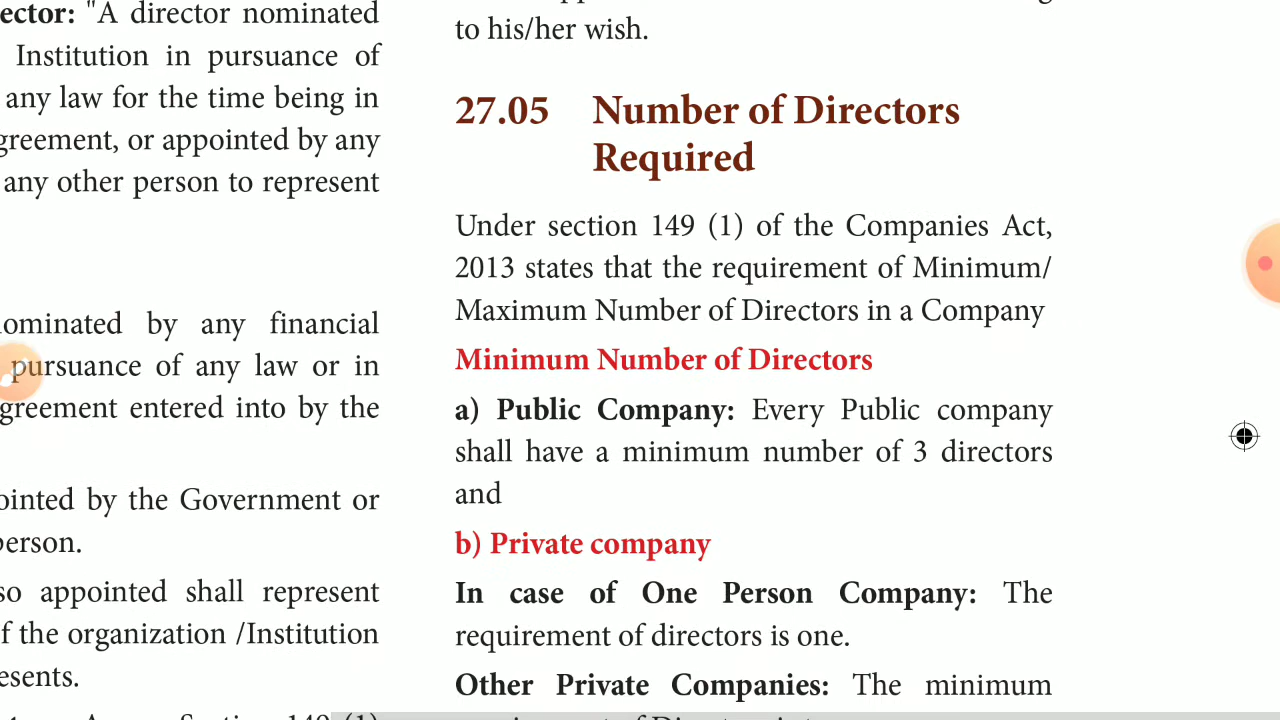 ector: "A director nominated
Institution in pursuance of
any law for the time being in
greement, or appointed by any
any other person to represent
ominated by any financial
pursuance of any law or in
greement entered into by the
ointed by the Government or
person.
so appointed shall represent
f the organization /Institution
esents.
to his/her wish.
27.05 Number of Directors
Required
Under section 149 (1) of the Companies Act,
2013 states that the requirement of Minimum/
Maximum Number of Directors in a Company
Minimum Number of Directors
a) Public Company: Every Public company
shall have a minimum number of 3 directors
and
b) Private company
In case of One Person Company: The
requirement of directors is one.
Other Private Companies: The minimum